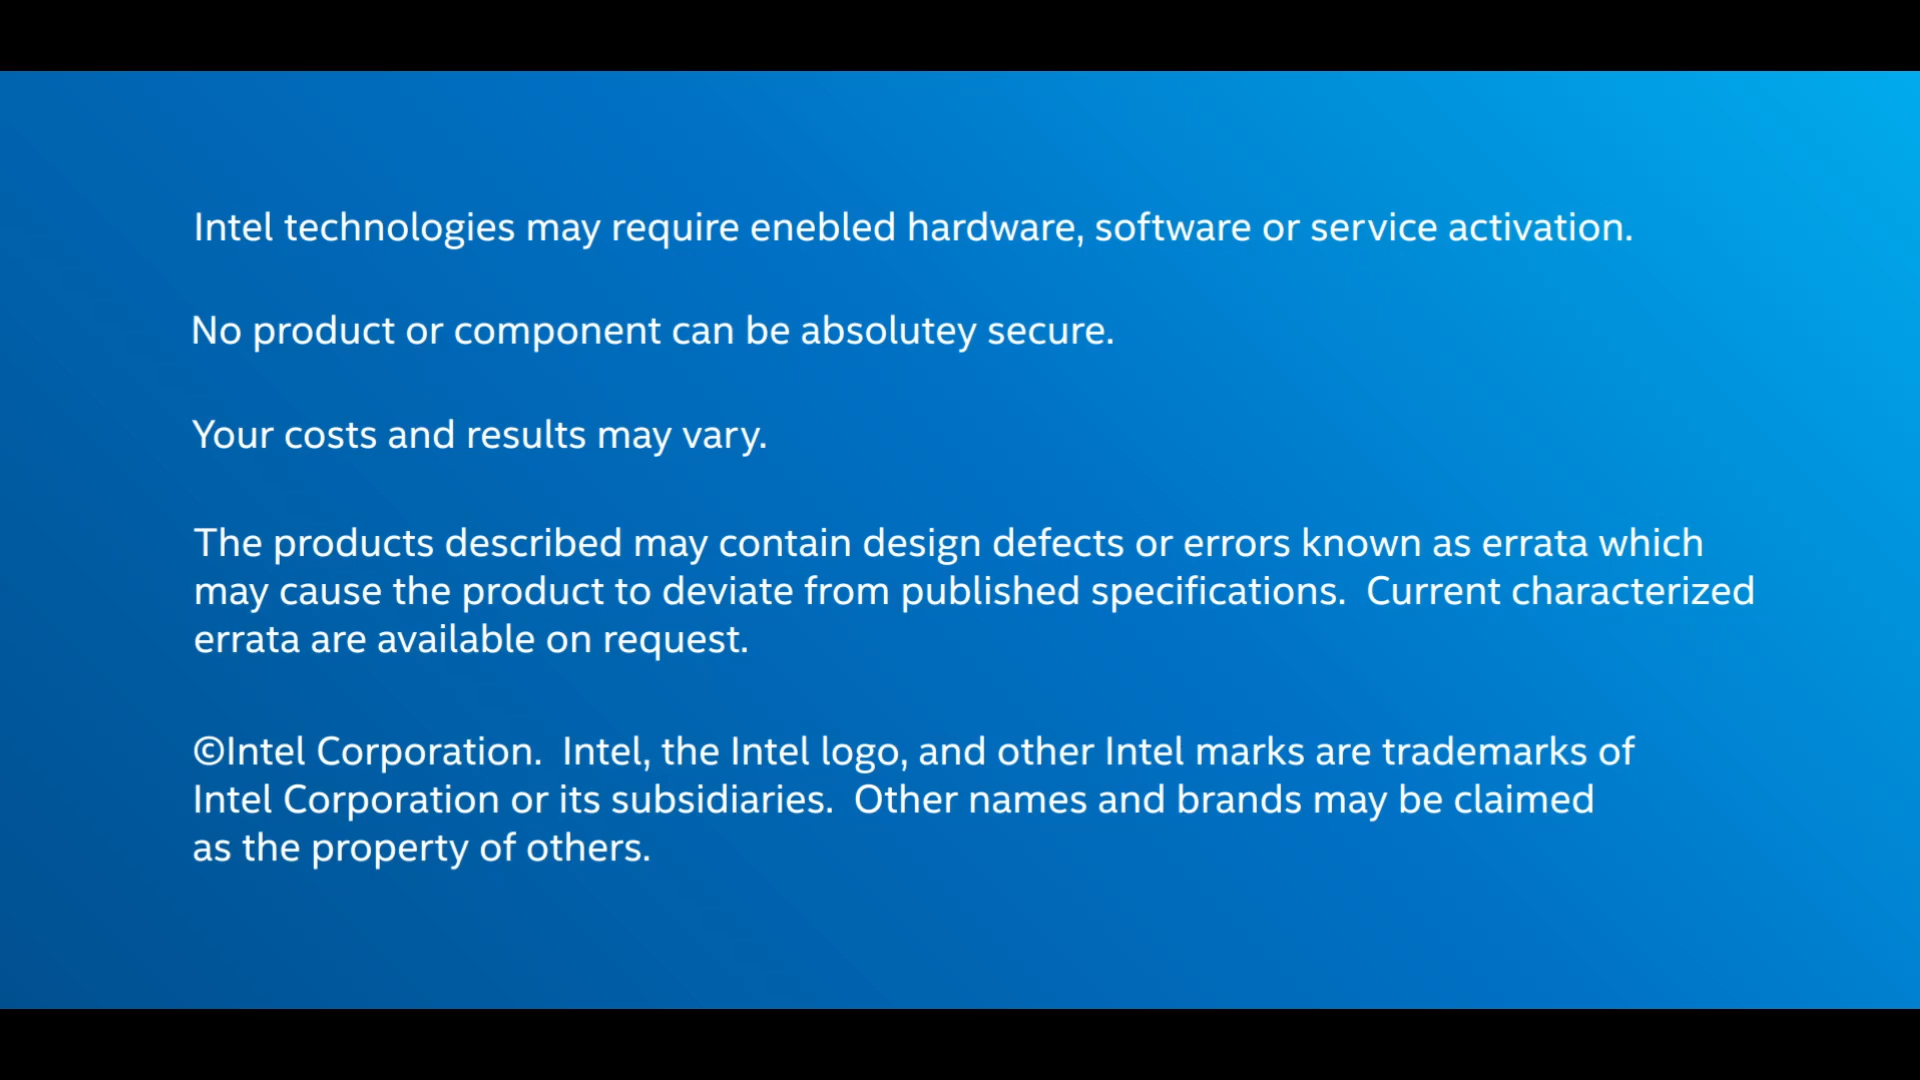 Intel technologies may require enebled hardware, software or service activation.
No product or component can be absolutey secure.
Your costs and results may vary.
The products described may contain design defects or errors known as errata which
may cause the product to deviate from published specifications.  Current characterized
errata are available on request.
©Intel Corporation.  Intel, the Intel logo, and other Intel marks are trademarks of
Intel Corporation or its subsidiaries.  Other names and brands may be claimed
as the property of others.